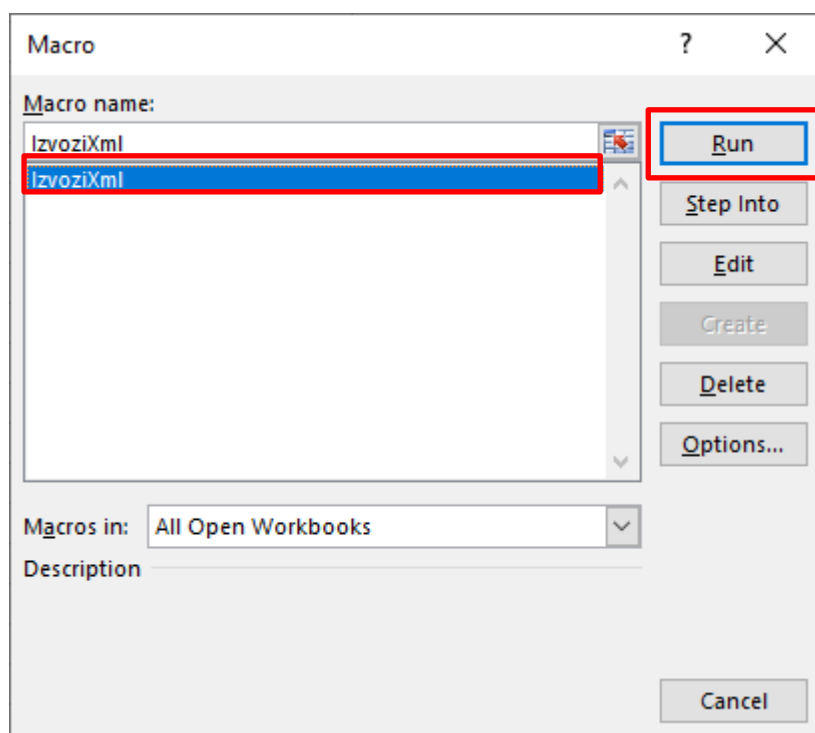 Macro
?
Macro name:
IzvoziXml
IzvoziXml
Run
Step Into
Edit
Create
Delete
Options...
Macros in:
All Open Workbooks
Description
Cancel